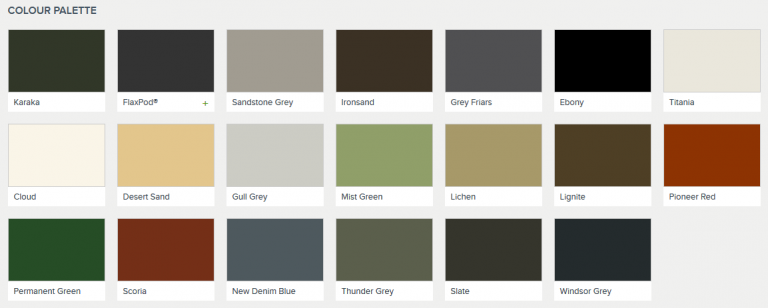 COLOUR PALETTE
Karaka
FlaxPod® +
Sandstone Grey
Ironsand
Grey Friars
Ebony
Titania
Cloud
Desert Sand
Gull Grey
Mist Green
Lichen
Lignite
Pioneer Red
Permanent Green
Scoria
New Denim Blue
Thunder Grey
Slate
Windsor Grey